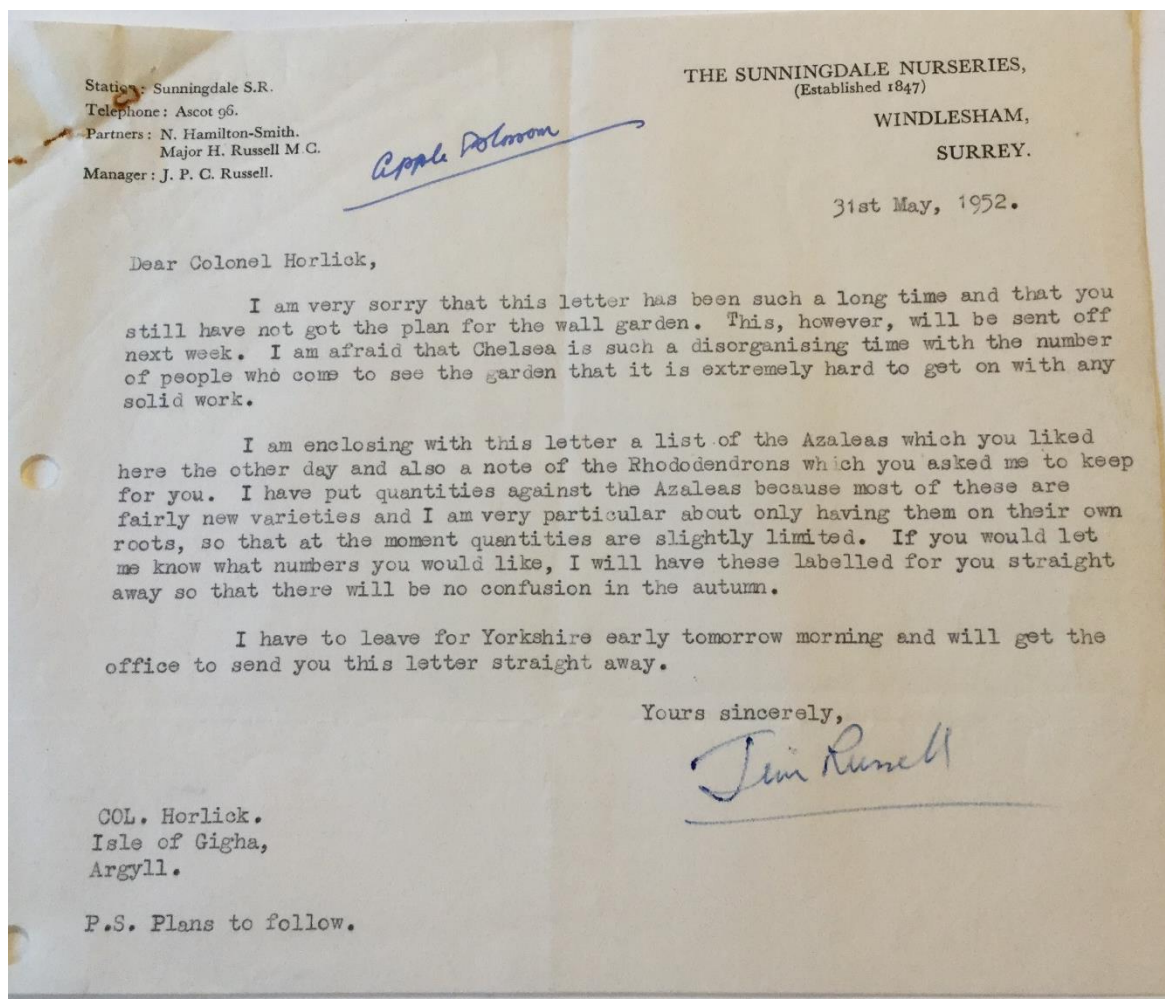 Station: Sunningdale S.R.
Telephone: Ascot 96.
Partners: N. Hamilton-Smith.
Major H. Russell M.C.
Manager: J. P. C. Russell.
Apple Blossom
THE SUNNINGDALE NURSERIES,
(Established 1847)
WINDLESHAM,
SURREY.
31st May, 1952.
Dear Colonel Horlick,
I am very sorry that this letter has been such a long time and that you
still have not got the plan for the wall garden. This, however, will be sent off
next week. I am afraid that Chelsea is such a disorganising time with the number
of people who come to see the garden that it is extremely hard to get on with any
solid work.
I am enclosing with this letter a list of the Azaleas which you liked
here the other day and also a note of the Rhododendrons which you asked me to keep
for you. I have put quantities against the Azaleas because most of these are
fairly new varieties and I am very particular about only having them on their own
roots, so that at the moment quantities are slightly limited. If you would let
me know what numbers you would like, I will have these labelled for you straight
away so that there will be no confusion in the autumn.
I have to leave for Yorkshire early tomorrow morning and will get the
office to send you this letter straight away.
Yours sincerely,
Jim Russell
COL. Horlick.
Isle of Gigha,
Argyll.
P.S. Plans to follow.